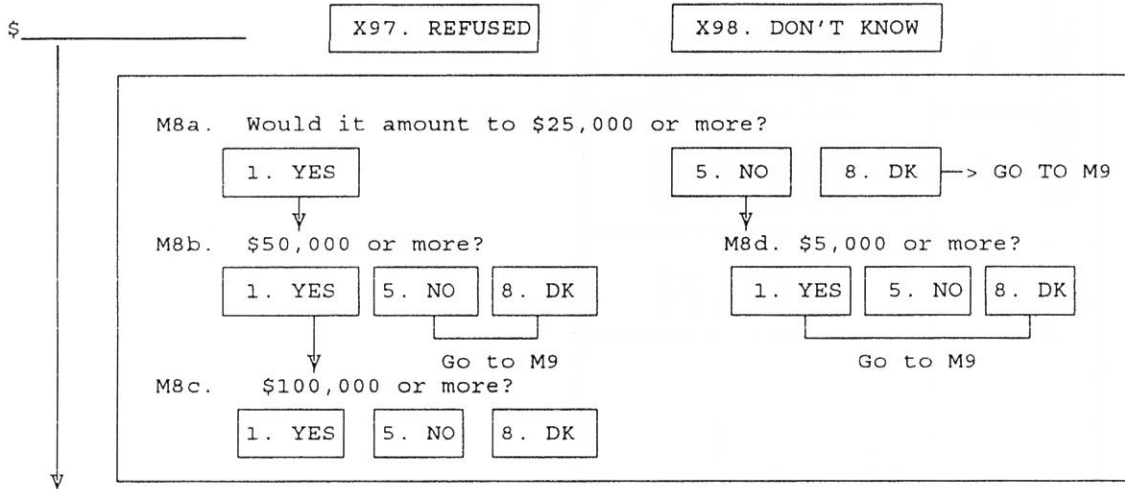 $ X97. REFUSED X98. DON'T KNOW
M8a. Would it amount to $25,000 or more?
1. YES 5. NO 8. DK -> GO TO M9
M8b. $50,000 or more? M8d. $5,000 or more?
1. YES 5. NO 8. DK 1. YES 5. NO 8. DK
Go to M9 Go to M9
M8c. $100,000 or more?
1. YES 5. NO 8. DK